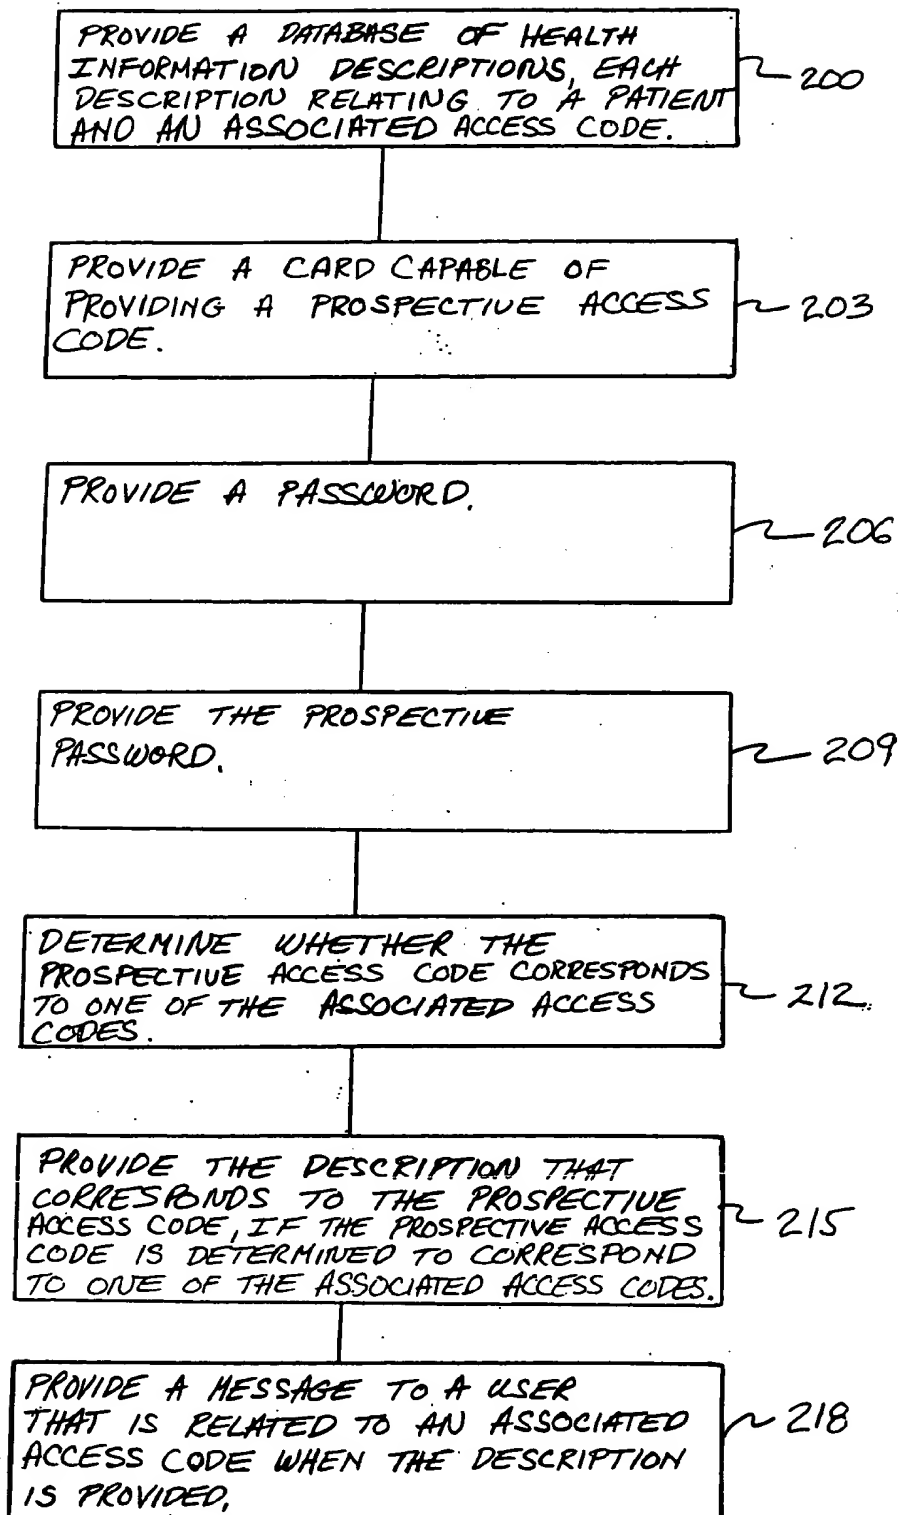 PROVIDE A DATABASE OF HEALTH
INFORMATION DESCRIPTIONS, EACH
DESCRIPTION RELATING TO A PATIENT
AND AN ASSOCIATED ACCESS CODE.
200
PROVIDE A CARD CAPABLE OF
PROVIDING A PROSPECTIVE ACCESS
CODE.
203
PROVIDE A PASSWORD.
206
PROVIDE THE PROSPECTIVE
PASSWORD.
209
DETERMINE WHETHER THE
PROSPECTIVE ACCESS CODE CORRESPONDS
TO ONE OF THE ASSOCIATED ACCESS
CODES.
212
PROVIDE THE DESCRIPTION THAT
CORRESPONDS TO THE PROSPECTIVE
ACCESS CODE, IF THE PROSPECTIVE ACCESS
CODE IS DETERMINED TO CORRESPOND
TO ONE OF THE ASSOCIATED ACCESS CODES.
215
PROVIDE A MESSAGE TO A USER
THAT IS RELATED TO AN ASSOCIATED
ACCESS CODE WHEN THE DESCRIPTION
IS PROVIDED.
218